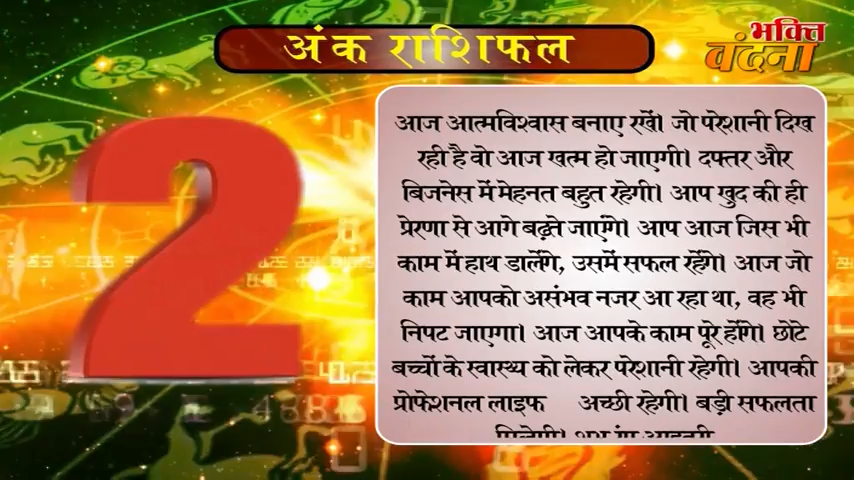 अंक राशिफल
भक्ति
वंदना
2
आज आत्मविश्वास बनाए रखें। जो परेशानी दिख
रही है वो आज खत्म हो जाएगी। दफ्तर और
बिजनेस में मेहनत बहुत रहेगी। आप खुद की ही
प्रेरणा से आगे बढ़ते जाएंगे। आप आज जिस भी
काम में हाथ डालेंगे, उसमें सफल रहेंगे। आज जो
काम आपको असंभव नजर आ रहा था, वह भी
निपट जाएगा। आज आपके काम पूरे होंगे। छोटे
बच्चों के स्वास्थ्य को लेकर परेशानी रहेगी। आपकी
प्रोफेशनल लाइफ अच्छी रहेगी। बड़ी सफलता